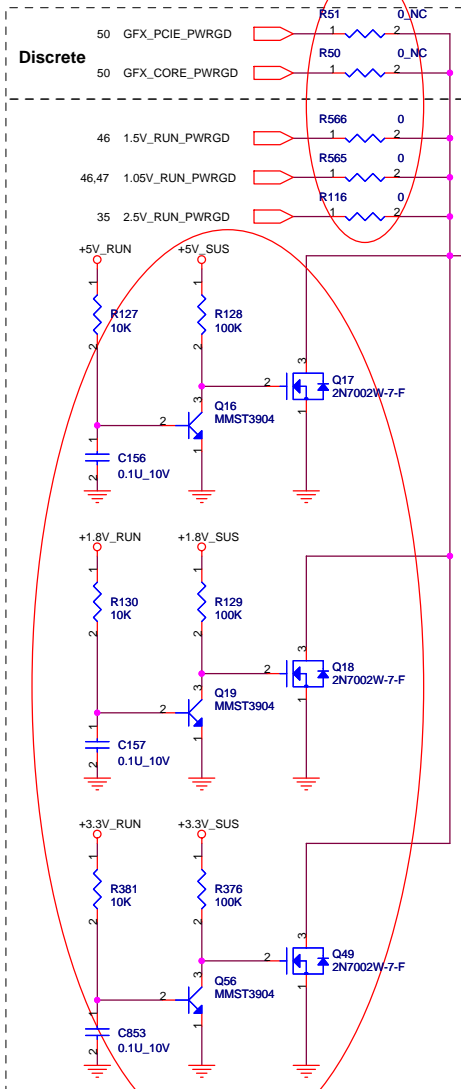 R51 0_NC
50 GFX_PCIE_PWRGD 1 2
Discrete
R50 0_NC
50 GFX_CORE_PWRGD 1 2
R566 0
46 1.5V_RUN_PWRGD 1 2
R565 0
46,47 1.05V_RUN_PWRGD 1 2
R116 0
35 2.5V_RUN_PWRGD 1 2
+5V_RUN +5V_SUS
1 1
R127 R128
10K 100K
2 2
3
2 Q17
2N7002W-7-F
3 1
Q16
MMST3904
2
1
1
C156
0.1U_10V
2
+1.8V_RUN +1.8V_SUS
1 1
R130 R129
10K 100K
2 2
3
2 Q18
2N7002W-7-F
3 1
Q19
MMST3904
2
1
1
C157
0.1U_10V
2
+3.3V_RUN +3.3V_SUS
1 1
R381 R376
10K 100K
2 2
3
2 Q49
2N7002W-7-F
3 1
Q56
MMST3904
2
1
1
C853
0.1U_10V
2